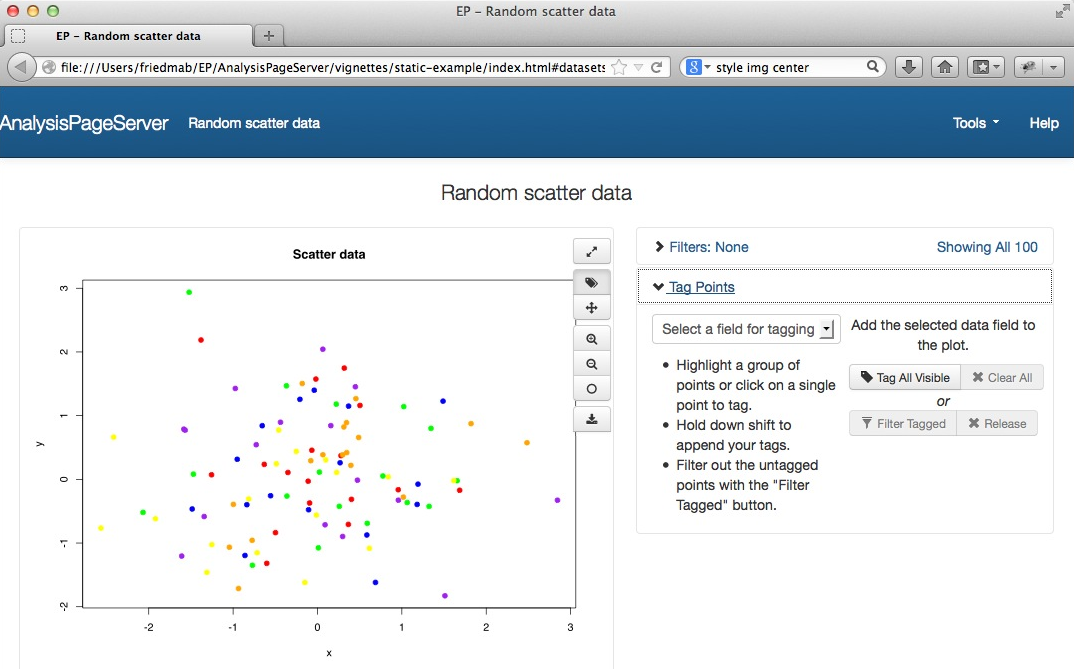 EP - Random scatter data
EP - Random scatter data
file:///Users/friedmab/EP/AnalysisPageServer/vignettes/static-example/index.html#datasets
style img center
AnalysisPageServer
Random scatter data
Tools
Help
Random scatter data
Scatter data
3
2
1
0
-1
-2
y
-2
-1
0
1
2
3
x
Filters: None
Showing All 100
Tag Points
Select a field for tagging
Add the selected data field to
the plot.
Highlight a group of
points or click on a single
point to tag.
Hold down shift to
append your tags.
Filter out the untagged
points with the "Filter
Tagged" button.
Tag All Visible
Clear All
or
Filter Tagged
Release